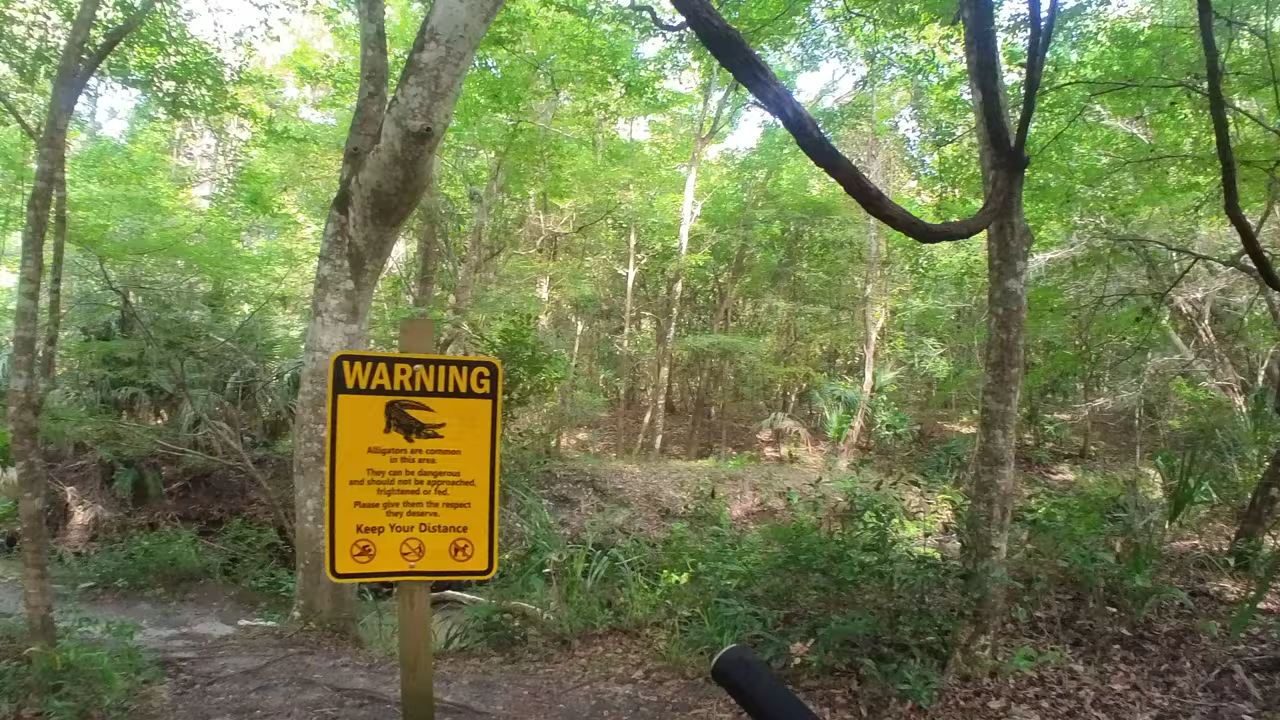 WARNING
Alligators are common
in this area.
They can be dangerous
and should not be approached,
frightened or fed.
Please give them the respect
they deserve.
Keep Your Distance